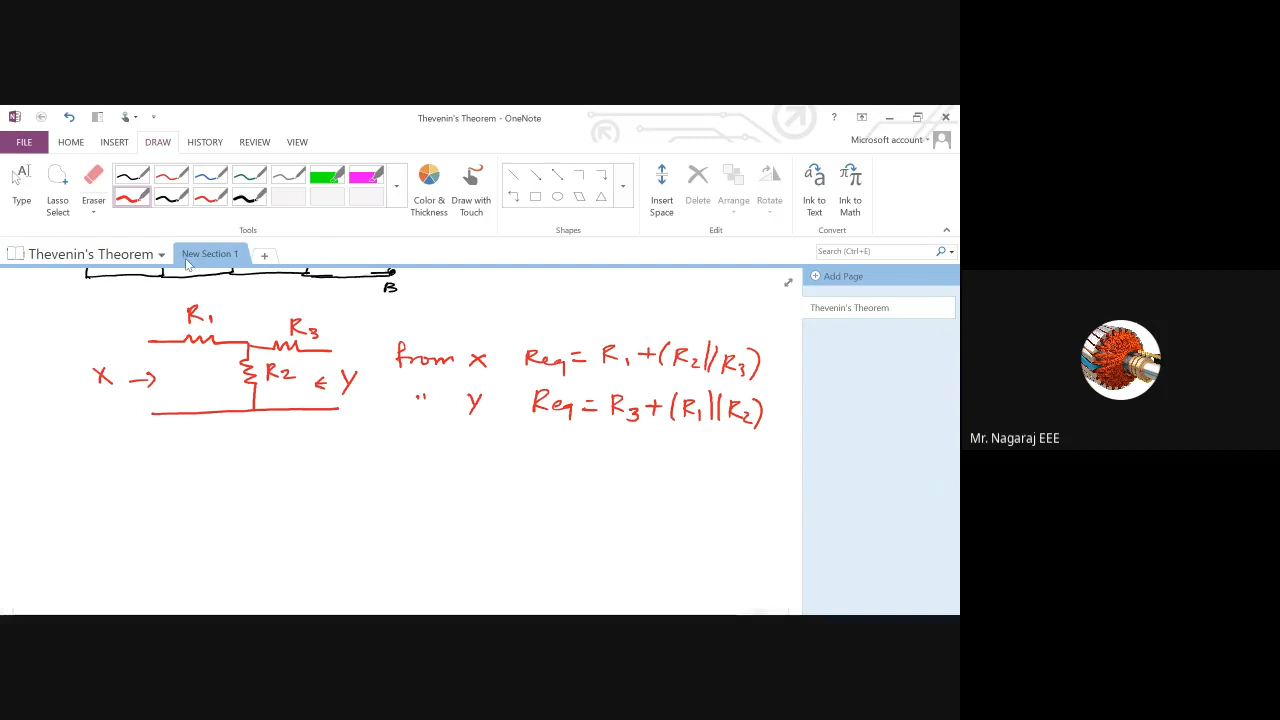 Thevenin's Theorem - OneNote
?
FILE HOME INSERT DRAW HISTORY REVIEW VIEW
Microsoft account
Type
Lasso Select
Eraser
Color & Thickness
Draw with Touch
Insert Space
Delete
Arrange
Rotate
Ink to Text
Ink to Math
Tools
Shapes
Edit
Convert
Thevenin's Theorem
New Section 1
+
Search (Ctrl+E)
Add Page
Thevenin's Theorem
B
R1
R3
R2
X →
← Y
from x Req = R1 + (R2||R3)
" y Req = R3 + (R1||R2)
Mr. Nagaraj EEE